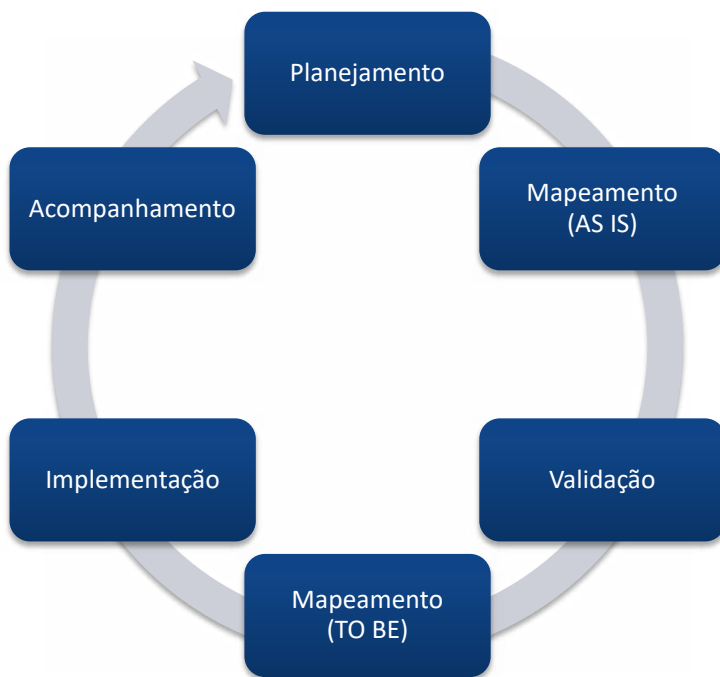 Planejamento
Mapeamento
(AS IS)
Validação
Mapeamento
(TO BE)
Implementação
Acompanhamento